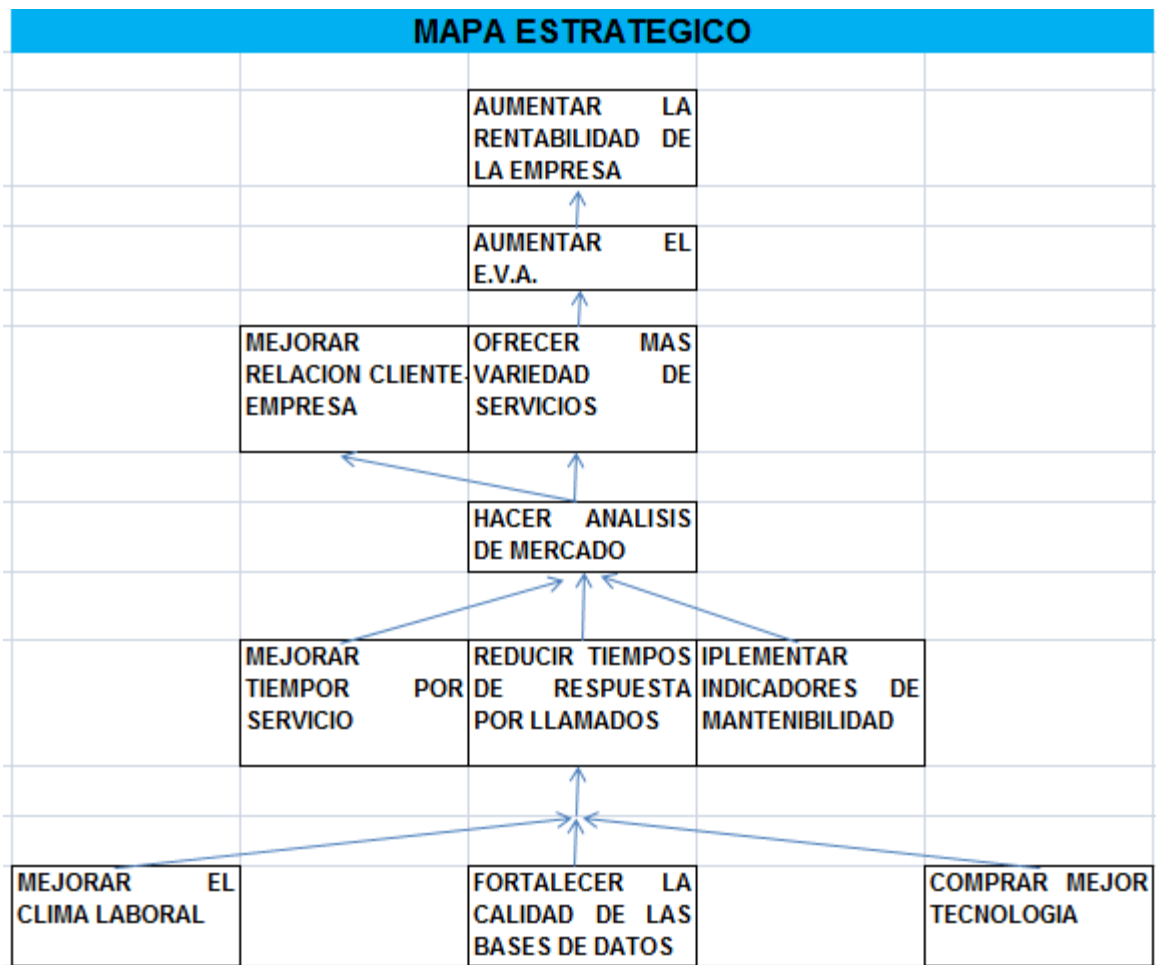 MAPA ESTRATEGICO
AUMENTAR LA
RENTABILIDAD DE
LA EMPRESA
AUMENTAR EL
E.V.A.
MEJORAR
RELACION CLIENTE-
EMPRESA
OFRECER MAS
VARIEDAD DE
SERVICIOS
HACER ANALISIS
DE MERCADO
MEJORAR
TIEMPOR POR
SERVICIO
REDUCIR TIEMPOS
DE RESPUESTA
POR LLAMADOS
IPLEMENTAR
INDICADORES DE
MANTENIBILIDAD
MEJORAR EL
CLIMA LABORAL
FORTALECER LA
CALIDAD DE LAS
BASES DE DATOS
COMPRAR MEJOR
TECNOLOGIA